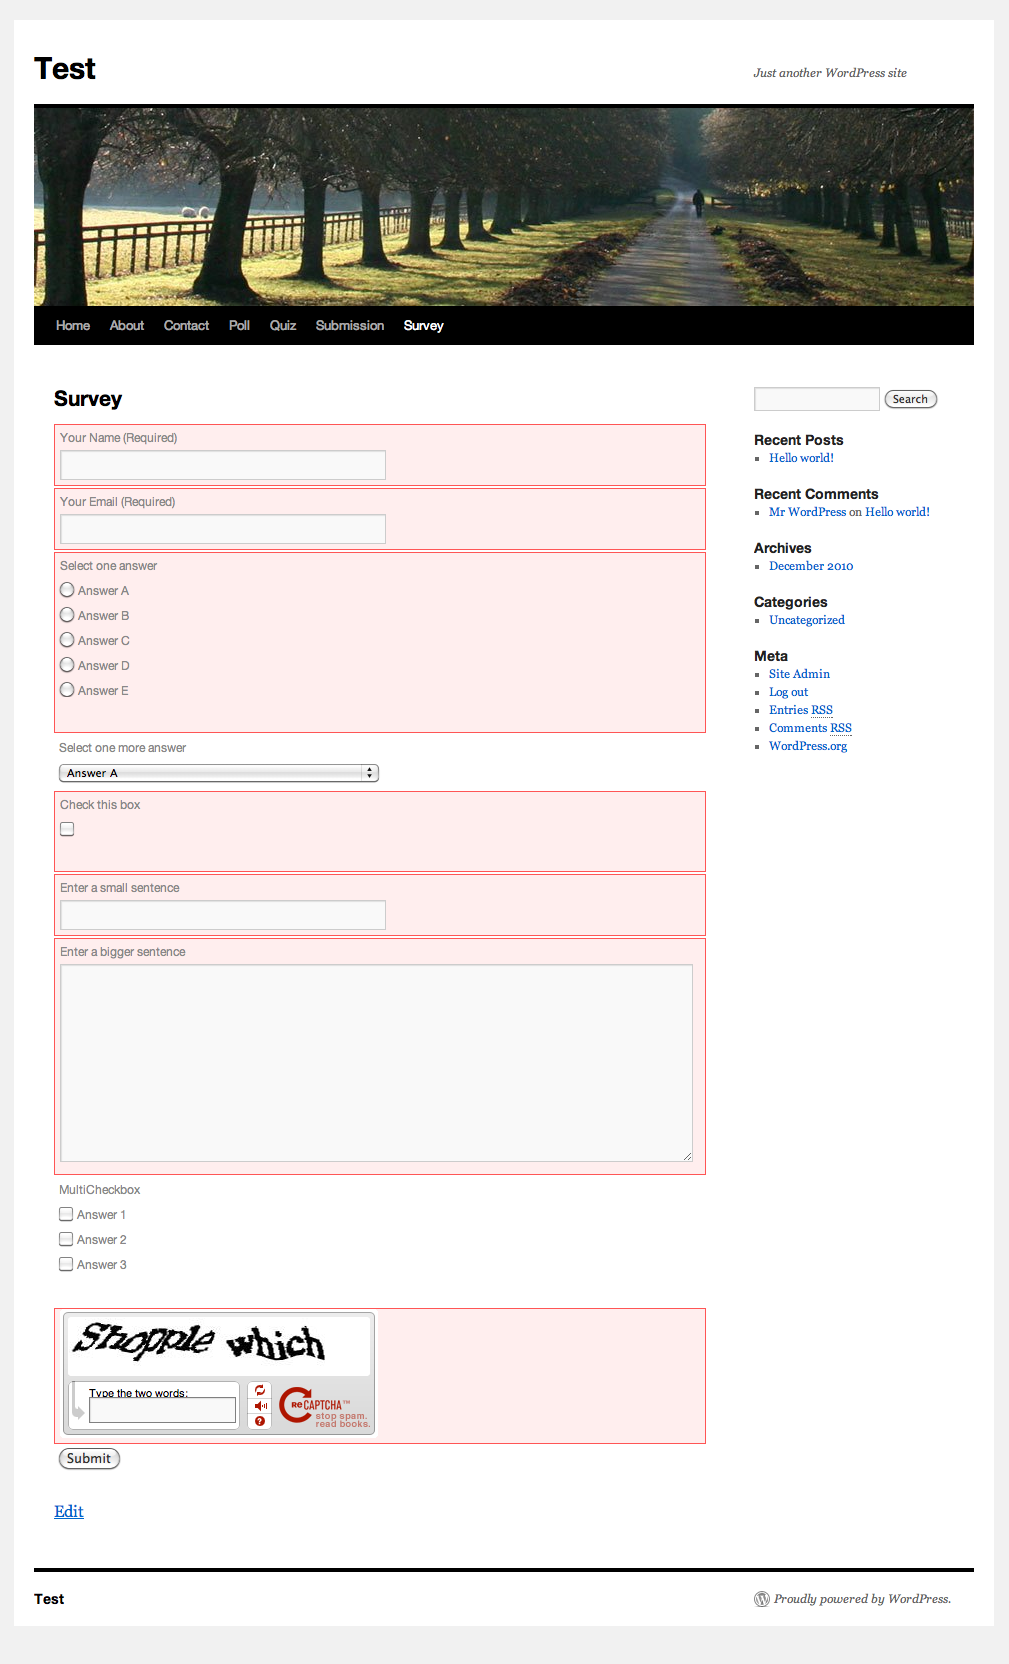 Test
Just another WordPress site
Home About Contact Poll Quiz Submission Survey
Survey
Your Name (Required)
Your Email (Required)
Select one answer
Answer A
Answer B
Answer C
Answer D
Answer E
Select one more answer
Answer A
Check this box
Enter a small sentence
Enter a bigger sentence
MultiCheckbox
Answer 1
Answer 2
Answer 3
Shopple which
Type the two words:
reCAPTCHA™
stop spam.
read books.
Submit
Edit
Search
Recent Posts
Hello world!
Recent Comments
Mr WordPress on Hello world!
Archives
December 2010
Categories
Uncategorized
Meta
Site Admin
Log out
Entries RSS
Comments RSS
WordPress.org
Test
Proudly powered by WordPress.